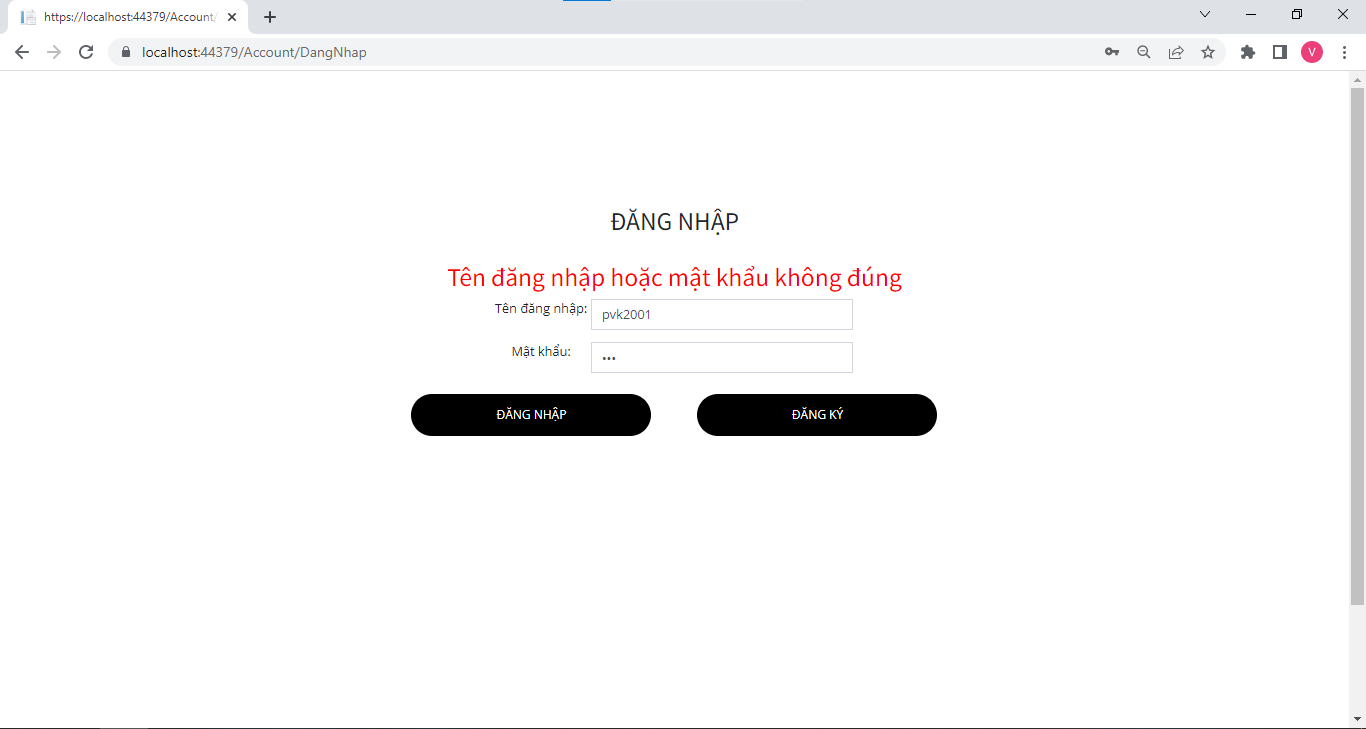 https://localhost:44379/Account/
localhost:44379/Account/DangNhap
V
ĐĂNG NHẬP
Tên đăng nhập hoặc mật khẩu không đúng
Tên đăng nhập: pvk2001
Mật khẩu: •••
ĐĂNG NHẬP ĐĂNG KÝ